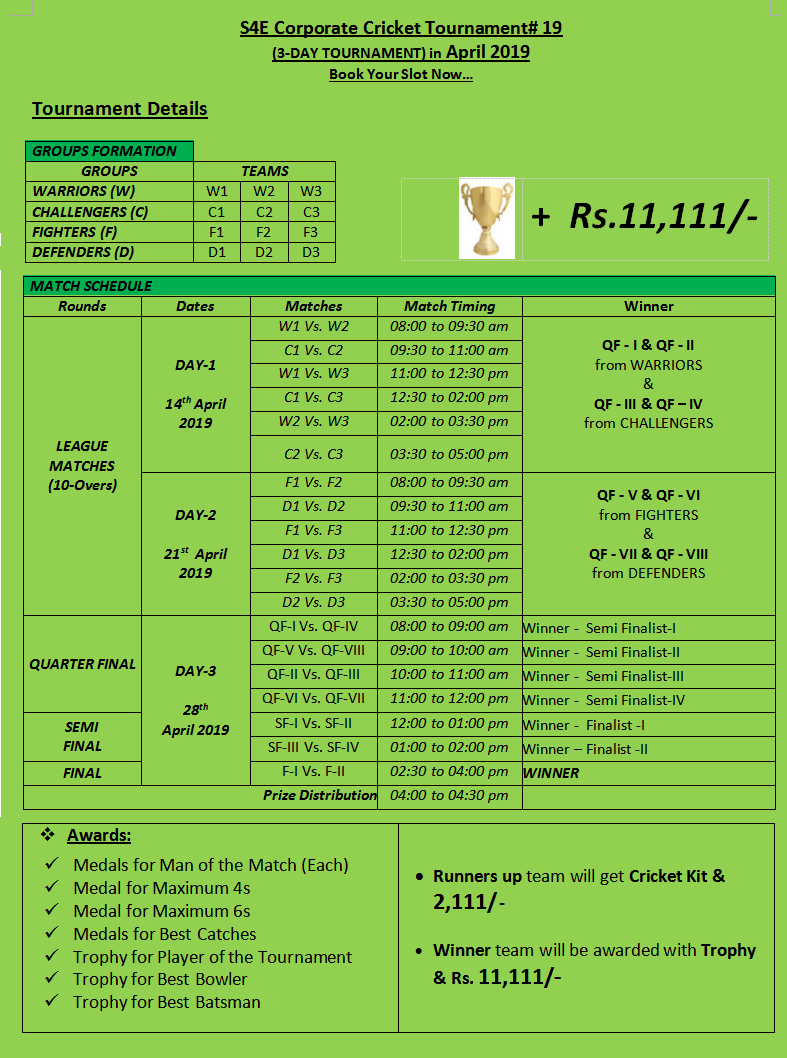 S4E Corporate Cricket Tournament# 19
(3-DAY TOURNAMENT) in April 2019
Book Your Slot Now...
Tournament Details
GROUPS FORMATION
GROUPS TEAMS
WARRIORS (W) W1 W2 W3
CHALLENGERS (C) C1 C2 C3
FIGHTERS (F) F1 F2 F3
DEFENDERS (D) D1 D2 D3
+ Rs.11,111/-
MATCH SCHEDULE
Rounds Dates Matches Match Timing Winner
LEAGUE
MATCHES
(10-Overs)
DAY-1
14th April
2019
W1 Vs. W2 08:00 to 09:30 am
C1 Vs. C2 09:30 to 11:00 am
W1 Vs. W3 11:00 to 12:30 pm
C1 Vs. C3 12:30 to 02:00 pm
W2 Vs. W3 02:00 to 03:30 pm
C2 Vs. C3 03:30 to 05:00 pm
QF - I & QF - II
from WARRIORS
&
QF - III & QF – IV
from CHALLENGERS
DAY-2
21st April
2019
F1 Vs. F2 08:00 to 09:30 am
D1 Vs. D2 09:30 to 11:00 am
F1 Vs. F3 11:00 to 12:30 pm
D1 Vs. D3 12:30 to 02:00 pm
F2 Vs. F3 02:00 to 03:30 pm
D2 Vs. D3 03:30 to 05:00 pm
QF - V & QF - VI
from FIGHTERS
&
QF - VII & QF - VIII
from DEFENDERS
QUARTER FINAL
DAY-3
28th
April 2019
QF-I Vs. QF-IV 08:00 to 09:00 am Winner - Semi Finalist-I
QF-V Vs. QF-VIII 09:00 to 10:00 am Winner - Semi Finalist-II
QF-II Vs. QF-III 10:00 to 11:00 am Winner - Semi Finalist-III
QF-VI Vs. QF-VII 11:00 to 12:00 pm Winner - Semi Finalist-IV
SEMI
FINAL
SF-I Vs. SF-II 12:00 to 01:00 pm Winner - Finalist -I
SF-III Vs. SF-IV 01:00 to 02:00 pm Winner – Finalist -II
FINAL F-I Vs. F-II 02:30 to 04:00 pm WINNER
Prize Distribution 04:00 to 04:30 pm
❖ Awards:
✓ Medals for Man of the Match (Each)
✓ Medal for Maximum 4s
✓ Medal for Maximum 6s
✓ Medals for Best Catches
✓ Trophy for Player of the Tournament
✓ Trophy for Best Bowler
✓ Trophy for Best Batsman
• Runners up team will get Cricket Kit &
2,111/-
• Winner team will be awarded with Trophy
& Rs. 11,111/-